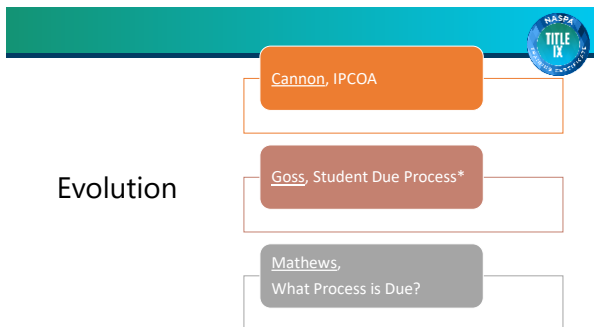 NASPA
TITLE
IX
Cannon, IPCOA
Evolution
Goss, Student Due Process*
Mathews,
What Process is Due?